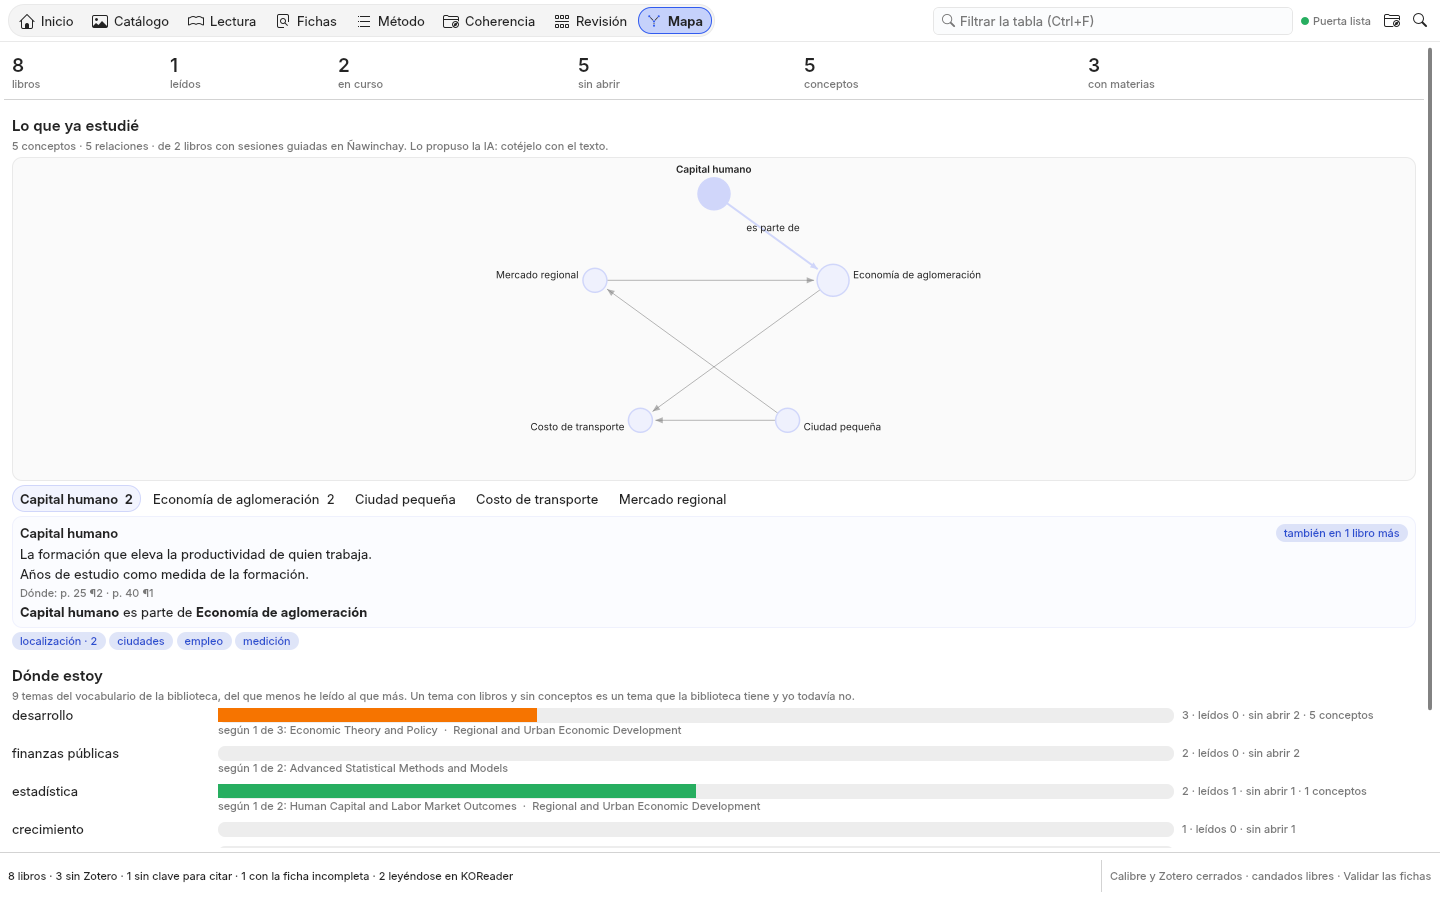 Inicio Catálogo Lectura Fichas Método Coherencia Revisión Mapa Filtrar la tabla (Ctrl+F) Puerta lista
8 1 2 5 5 3
libros leídos en curso sin abrir conceptos con materias
Lo que ya estudié
5 conceptos · 5 relaciones · de 2 libros con sesiones guiadas en Ñawinchay. Lo propuso la IA: cotéjelo con el texto.
Capital humano
es parte de
Mercado regional Economía de aglomeración
Costo de transporte Ciudad pequeña
Capital humano 2 Economía de aglomeración 2 Ciudad pequeña Costo de transporte Mercado regional
Capital humano también en 1 libro más
La formación que eleva la productividad de quien trabaja.
Años de estudio como medida de la formación.
Dónde: p. 25 ¶2 · p. 40 ¶1
Capital humano es parte de Economía de aglomeración
localización · 2 ciudades empleo medición
Dónde estoy
9 temas del vocabulario de la biblioteca, del que menos he leído al que más. Un tema con libros y sin conceptos es un tema que la biblioteca tiene y yo todavía no.
desarrollo 3 · leídos 0 · sin abrir 2 · 5 conceptos
según 1 de 3: Economic Theory and Policy · Regional and Urban Economic Development
finanzas públicas 2 · leídos 0 · sin abrir 2
según 1 de 2: Advanced Statistical Methods and Models
estadística 2 · leídos 1 · sin abrir 1 · 1 conceptos
según 1 de 2: Human Capital and Labor Market Outcomes · Regional and Urban Economic Development
crecimiento 1 · leídos 0 · sin abrir 1
8 libros · 3 sin Zotero · 1 sin clave para citar · 1 con la ficha incompleta · 2 leyéndose en KOReader Calibre y Zotero cerrados · candados libres · Validar las fichas